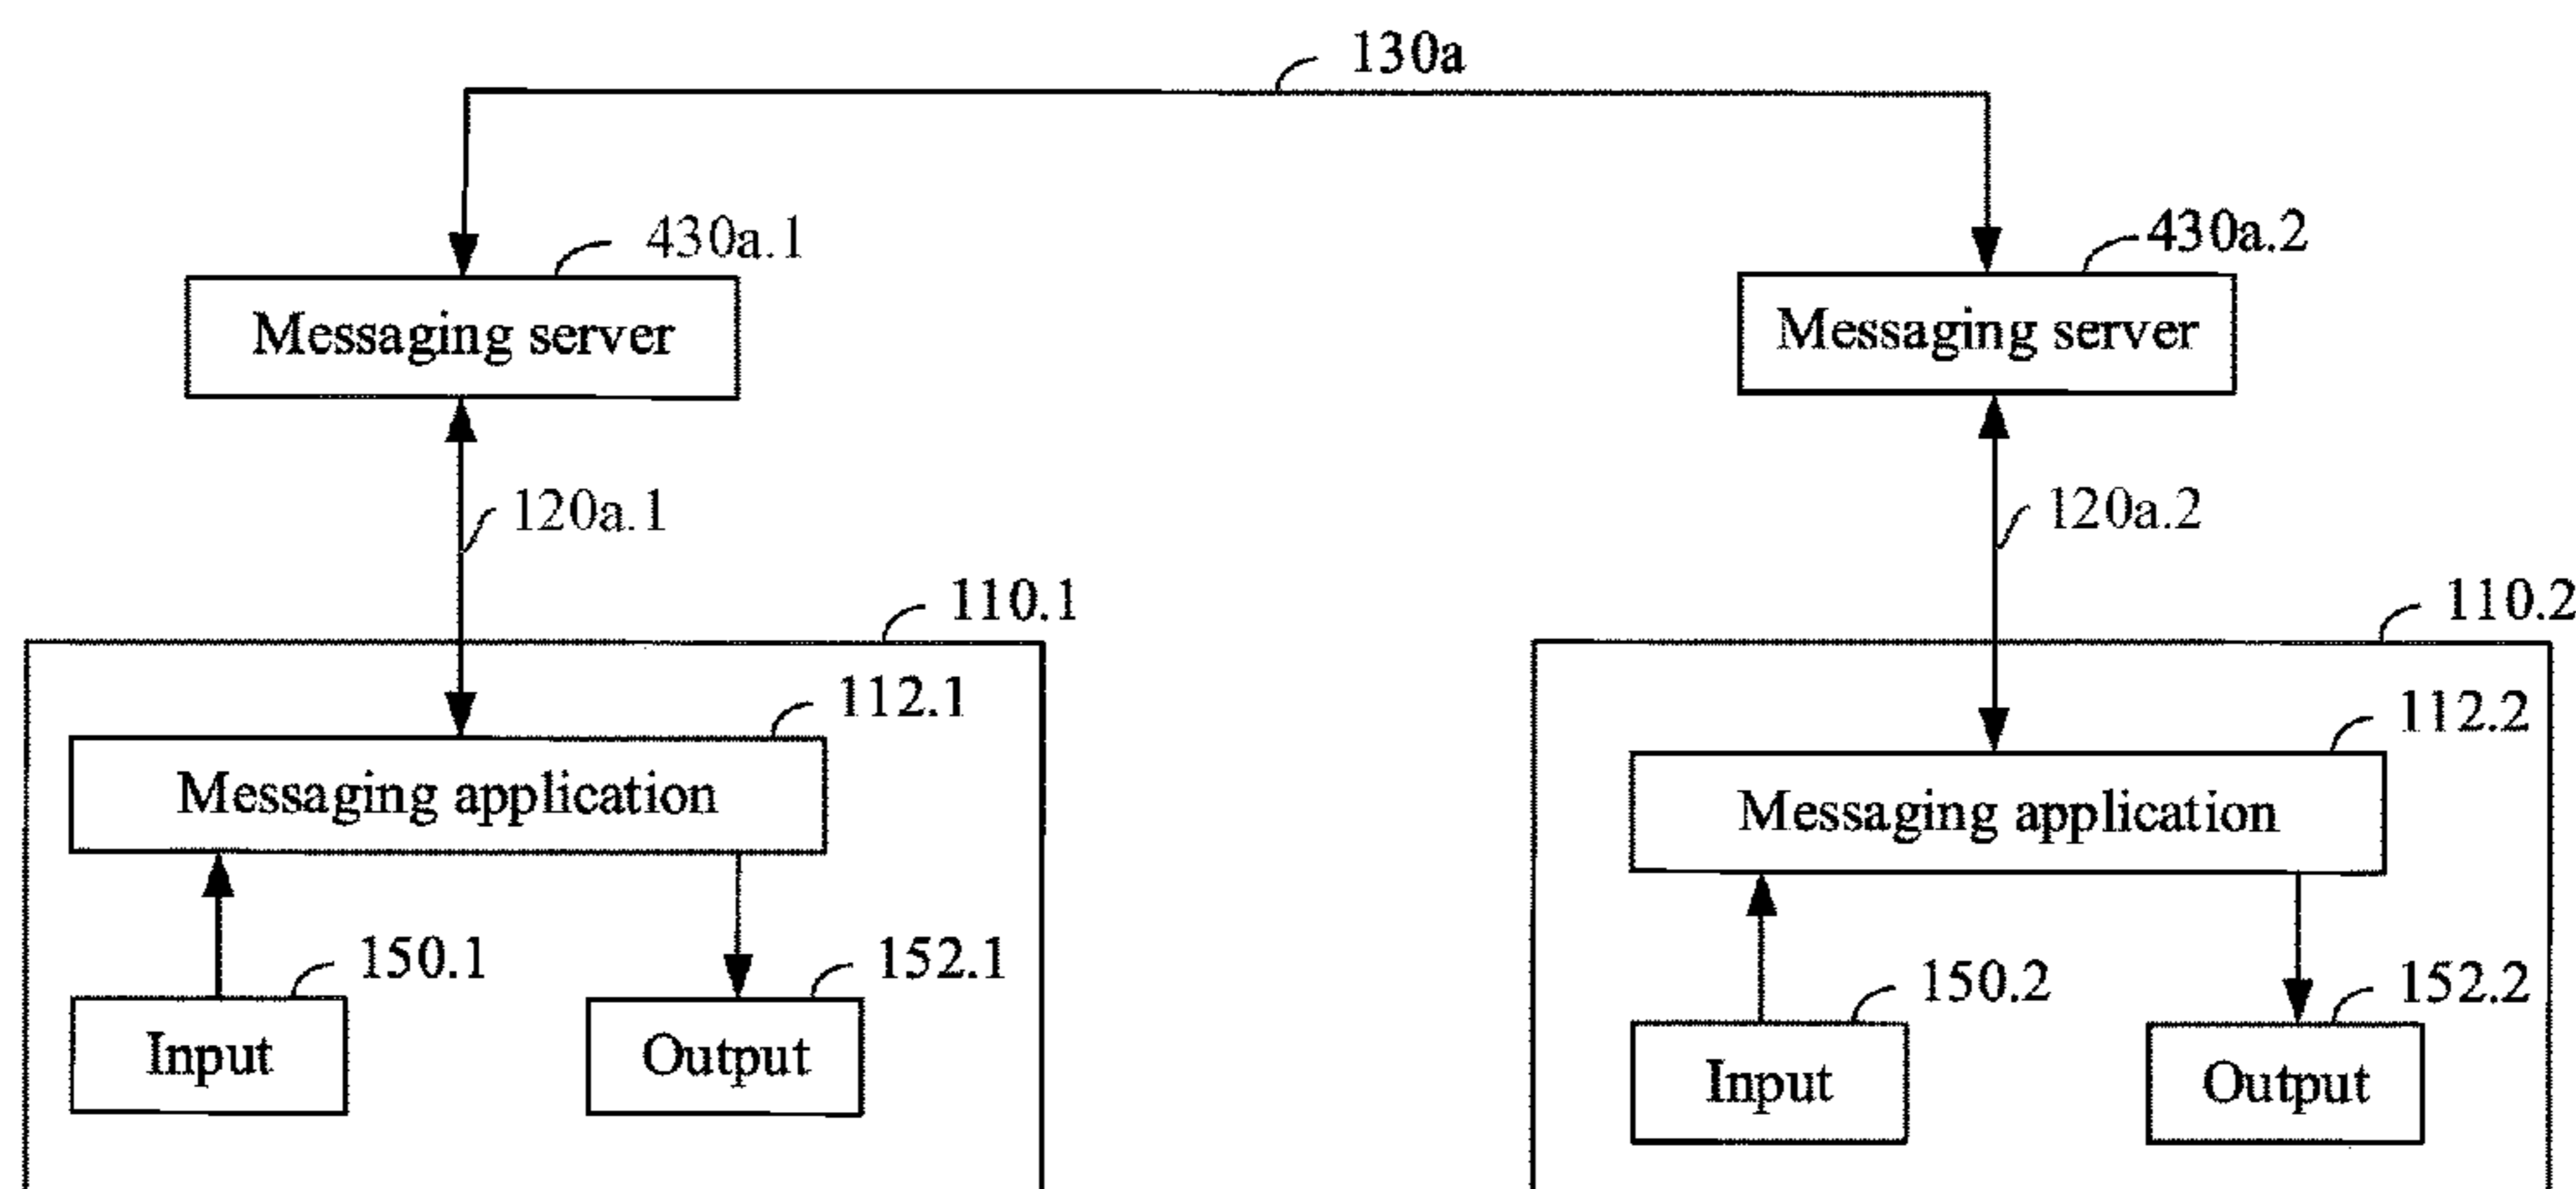 130a
430a.1
430a.2
Messaging server
Messaging server
120a.1
120a.2
110.1
110.2
112.1
112.2
Messaging application
Messaging application
150.1
152.1
150.2
152.2
Input
Output
Input
Output